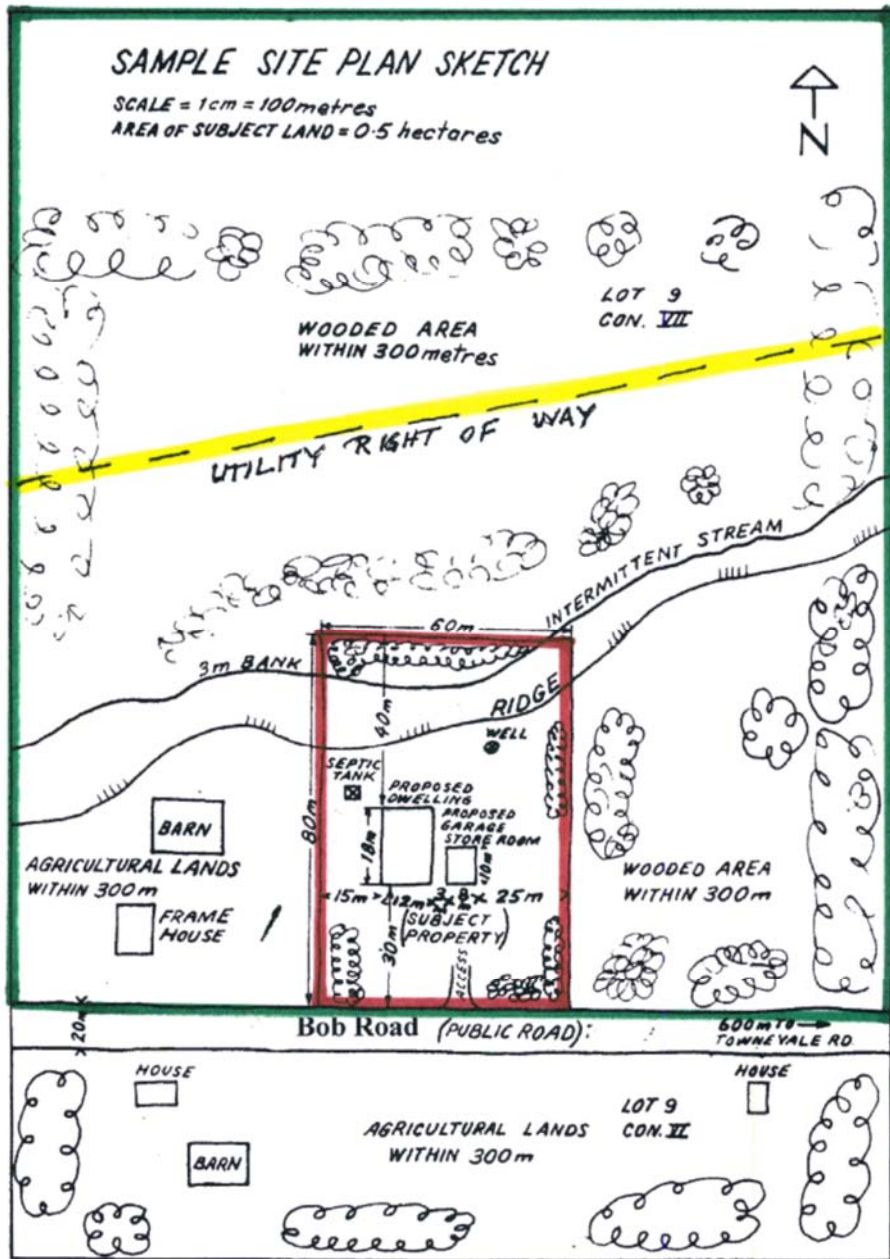 SAMPLE SITE PLAN SKETCH
SCALE = 1cm = 100metres
AREA OF SUBJECT LAND = 0.5 hectares
N
LOT 9
CON. VII
WOODED AREA
WITHIN 300metres
UTILITY RIGHT OF WAY
INTERMITTENT STREAM
60m
3m BANK
RIDGE
40m
WELL
SEPTIC
TANK
80m
PROPOSED
DWELLING
PROPOSED
GARAGE
STORE ROOM
18m
10m
BARN
AGRICULTURAL LANDS
WITHIN 300m
FRAME
HOUSE
WOODED AREA
WITHIN 300m
15m 12m 8m 25m
(SUBJECT
PROPERTY)
30m
ACCESS
20m
Bob Road (PUBLIC ROAD)
600m TO
TOWNEVALE RD
HOUSE
HOUSE
LOT 9
CON. VI
AGRICULTURAL LANDS
WITHIN 300m
BARN